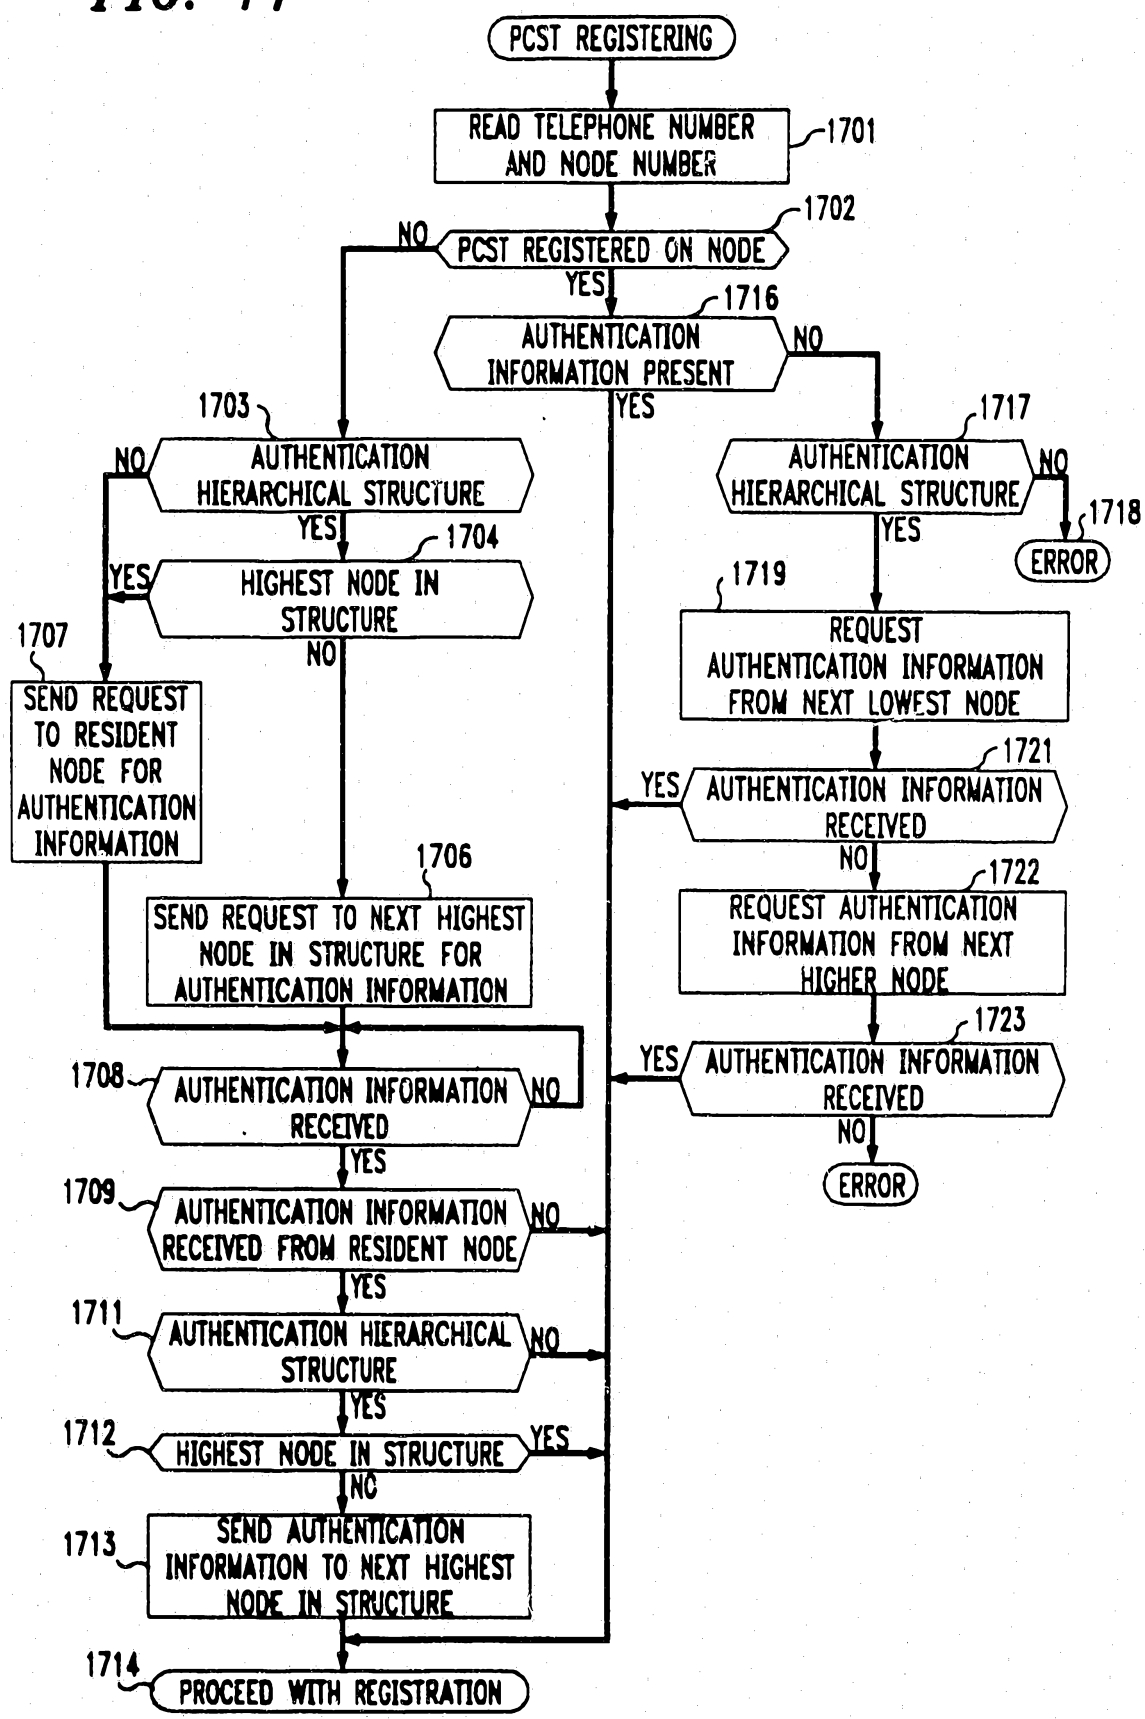 FIG. 17
PCST REGISTERING
READ TELEPHONE NUMBER
AND NODE NUMBER
1701
1702
NO
PCST REGISTERED ON NODE
YES
1716
AUTHENTICATION
INFORMATION PRESENT
NO
YES
1703
AUTHENTICATION
HIERARCHICAL STRUCTURE
NO
YES
1717
AUTHENTICATION
HIERARCHICAL STRUCTURE
NO
YES
1718
ERROR
1704
HIGHEST NODE IN
STRUCTURE
YES
NO
1719
REQUEST
AUTHENTICATION INFORMATION
FROM NEXT LOWEST NODE
1707
SEND REQUEST
TO RESIDENT
NODE FOR
AUTHENTICATION
INFORMATION
1721
AUTHENTICATION INFORMATION
RECEIVED
YES
NO
1706
SEND REQUEST TO NEXT HIGHEST
NODE IN STRUCTURE FOR
AUTHENTICATION INFORMATION
1722
REQUEST AUTHENTICATION
INFORMATION FROM NEXT
HIGHER NODE
1723
AUTHENTICATION INFORMATION
RECEIVED
YES
NO
ERROR
1708
AUTHENTICATION INFORMATION
RECEIVED
NO
YES
1709
AUTHENTICATION INFORMATION
RECEIVED FROM RESIDENT NODE
NO
YES
1711
AUTHENTICATION HIERARCHICAL
STRUCTURE
NO
YES
1712
HIGHEST NODE IN STRUCTURE
YES
NO
1713
SEND AUTHENTICATION
INFORMATION TO NEXT HIGHEST
NODE IN STRUCTURE
1714
PROCEED WITH REGISTRATION